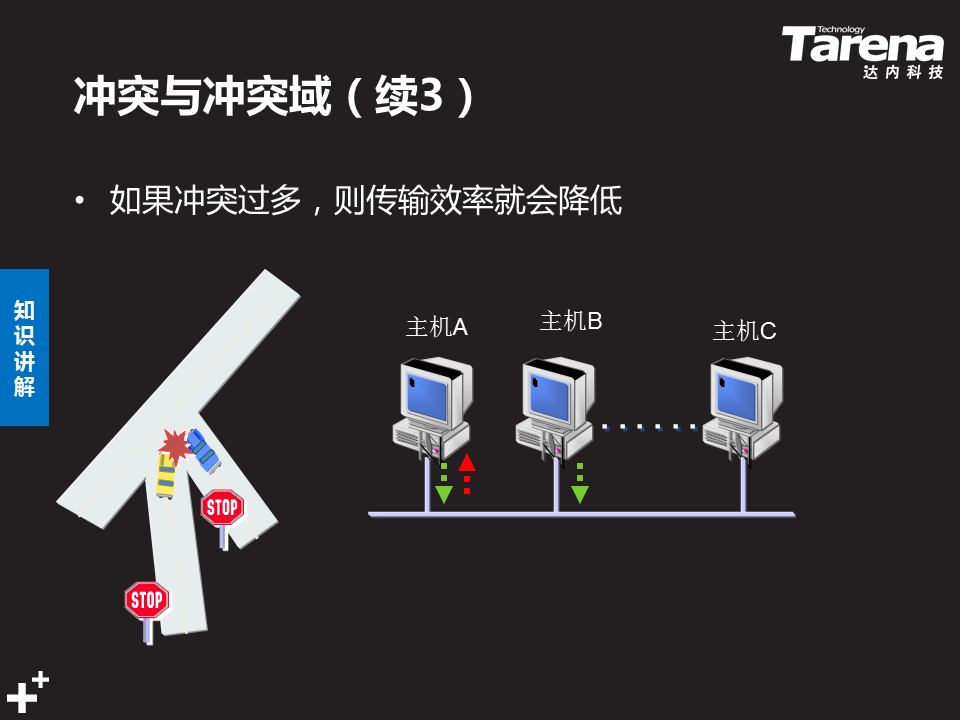 Technology
Tarena
达内科技
冲突与冲突域（续3）
• 如果冲突过多，则传输效率就会降低
知识讲解
主机A
主机B
主机C
STOP
STOP